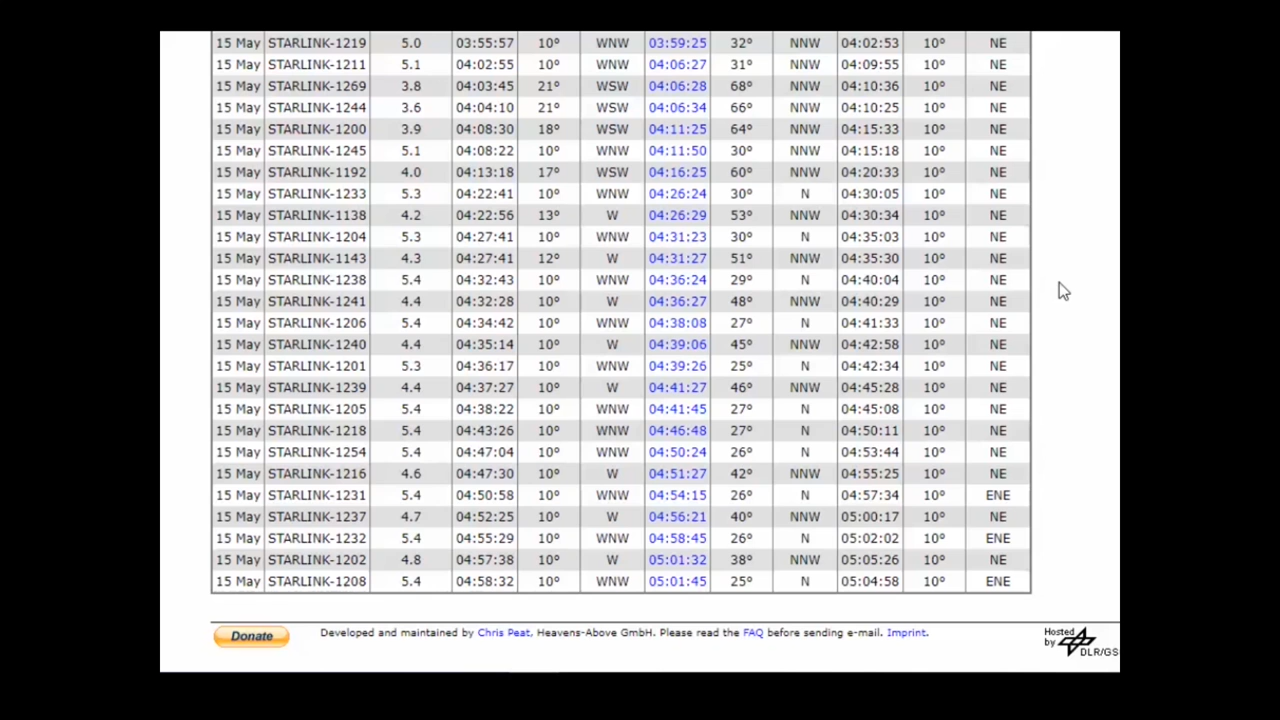 15 May STARLINK-1219 5.0 03:55:57 10° WNW 03:59:25 32° NNW 04:02:53 10° NE
15 May STARLINK-1211 5.1 04:02:55 10° WNW 04:06:27 31° NNW 04:09:55 10° NE
15 May STARLINK-1269 3.8 04:03:45 21° WSW 04:06:28 68° NNW 04:10:36 10° NE
15 May STARLINK-1244 3.6 04:04:10 21° WSW 04:06:34 66° NNW 04:10:25 10° NE
15 May STARLINK-1200 3.9 04:08:30 18° WSW 04:11:25 64° NNW 04:15:33 10° NE
15 May STARLINK-1245 5.1 04:08:22 10° WNW 04:11:50 30° NNW 04:15:18 10° NE
15 May STARLINK-1192 4.0 04:13:18 17° WSW 04:16:25 60° NNW 04:20:33 10° NE
15 May STARLINK-1233 5.3 04:22:41 10° WNW 04:26:24 30° N 04:30:05 10° NE
15 May STARLINK-1138 4.2 04:22:56 13° W 04:26:29 53° NNW 04:30:34 10° NE
15 May STARLINK-1204 5.3 04:27:41 10° WNW 04:31:23 30° N 04:35:03 10° NE
15 May STARLINK-1143 4.3 04:27:41 12° W 04:31:27 51° NNW 04:35:30 10° NE
15 May STARLINK-1238 5.4 04:32:43 10° WNW 04:36:24 29° N 04:40:04 10° NE
15 May STARLINK-1241 4.4 04:32:28 10° W 04:36:27 48° NNW 04:40:29 10° NE
15 May STARLINK-1206 5.4 04:34:42 10° WNW 04:38:08 27° N 04:41:33 10° NE
15 May STARLINK-1240 4.4 04:35:14 10° W 04:39:06 45° NNW 04:42:58 10° NE
15 May STARLINK-1201 5.3 04:36:17 10° WNW 04:39:26 25° N 04:42:34 10° NE
15 May STARLINK-1239 4.4 04:37:27 10° W 04:41:27 46° NNW 04:45:28 10° NE
15 May STARLINK-1205 5.4 04:38:22 10° WNW 04:41:45 27° N 04:45:08 10° NE
15 May STARLINK-1218 5.4 04:43:26 10° WNW 04:46:48 27° N 04:50:11 10° NE
15 May STARLINK-1254 5.4 04:47:04 10° WNW 04:50:24 26° N 04:53:44 10° NE
15 May STARLINK-1216 4.6 04:47:30 10° W 04:51:27 42° NNW 04:55:25 10° NE
15 May STARLINK-1231 5.4 04:50:58 10° WNW 04:54:15 26° N 04:57:34 10° ENE
15 May STARLINK-1237 4.7 04:52:25 10° W 04:56:21 40° NNW 05:00:17 10° NE
15 May STARLINK-1232 5.4 04:55:29 10° WNW 04:58:45 26° N 05:02:02 10° ENE
15 May STARLINK-1202 4.8 04:57:38 10° W 05:01:32 38° NNW 05:05:26 10° NE
15 May STARLINK-1208 5.4 04:58:32 10° WNW 05:01:45 25° N 05:04:58 10° ENE
Donate Developed and maintained by Chris Peat, Heavens-Above GmbH. Please read the FAQ before sending e-mail. Imprint.
Hosted
by
DLR/GS